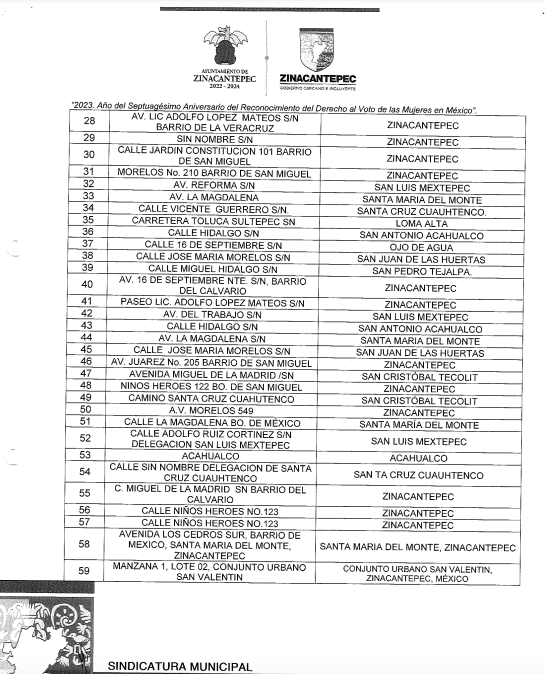 AYUNTAMIENTO DE
ZINACANTEPEC
2022 - 2024
ZINACANTEPEC
GOBIERNO CERCANO E INCLUYENTE
"2023. Año del Septuagésimo Aniversario del Reconocimiento del Derecho al Voto de las Mujeres en México".
28 AV. LIC ADOLFO LOPEZ MATEOS S/N BARRIO DE LA VERACRUZ ZINACANTEPEC
29 SIN NOMBRE S/N ZINACANTEPEC
30 CALLE JARDIN CONSTITUCION 101 BARRIO DE SAN MIGUEL ZINACANTEPEC
31 MORELOS No. 210 BARRIO DE SAN MIGUEL ZINACANTEPEC
32 AV. REFORMA S/N SAN LUIS MEXTEPEC
33 AV. LA MAGDALENA SANTA MARIA DEL MONTE
34 CALLE VICENTE GUERRERO S/N. SANTA CRUZ CUAUHTENCO.
35 CARRETERA TOLUCA SULTEPEC SN LOMA ALTA
36 CALLE HIDALGO S/N SAN ANTONIO ACAHUALCO
37 CALLE 16 DE SEPTIEMBRE S/N OJO DE AGUA
38 CALLE JOSE MARIA MORELOS S/N SAN JUAN DE LAS HUERTAS
39 CALLE MIGUEL HIDALGO S/N SAN PEDRO TEJALPA.
40 AV. 16 DE SEPTIEMBRE NTE. S/N, BARRIO DEL CALVARIO ZINACANTEPEC
41 PASEO LIC. ADOLFO LOPEZ MATEOS S/N ZINACANTEPEC
42 AV. DEL TRABAJO S/N SAN LUIS MEXTEPEC
43 CALLE HIDALGO S/N SAN ANTONIO ACAHUALCO
44 AV. LA MAGDALENA S/N SANTA MARIA DEL MONTE
45 CALLE JOSE MARIA MORELOS S/N SAN JUAN DE LAS HUERTAS
46 AV. JUAREZ No. 205 BARRIO DE SAN MIGUEL ZINACANTEPEC
47 AVENIDA MIGUEL DE LA MADRID /SN SAN CRISTÓBAL TECOLIT
48 NINOS HEROES 122 BO. DE SAN MIGUEL ZINACANTEPEC
49 CAMINO SANTA CRUZ CUAHUTENCO SAN CRISTÓBAL TECOLIT
50 A.V. MORELOS 549 ZINACANTEPEC
51 CALLE LA MAGDALENA BO. DE MÉXICO SANTA MARÍA DEL MONTE
52 CALLE ADOLFO RUIZ CORTINEZ S/N DELEGACION SAN LUIS MEXTEPEC SAN LUIS MEXTEPEC
53 ACAHUALCO ACAHUALCO
54 CALLE SIN NOMBRE DELEGACION DE SANTA CRUZ CUAUHTENCO SAN TA CRUZ CUAUHTENCO
55 C. MIGUEL DE LA MADRID SN BARRIO DEL CALVARIO ZINACANTEPEC
56 CALLE NIÑOS HEROES NO.123 ZINACANTEPEC
57 CALLE NIÑOS HEROES NO.123 ZINACANTEPEC
58 AVENIDA LOS CEDROS SUR, BARRIO DE MEXICO, SANTA MARIA DEL MONTE, ZINACANTEPEC SANTA MARIA DEL MONTE, ZINACANTEPEC
59 MANZANA 1, LOTE 02, CONJUNTO URBANO SAN VALENTIN CONJUNTO URBANO SAN VALENTIN, ZINACANTEPEC, MÉXICO
SINDICATURA MUNICIPAL